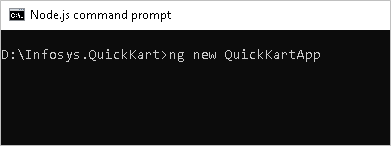 Node.js command prompt
D:\Infosys.QuickKart>ng new QuickKartApp